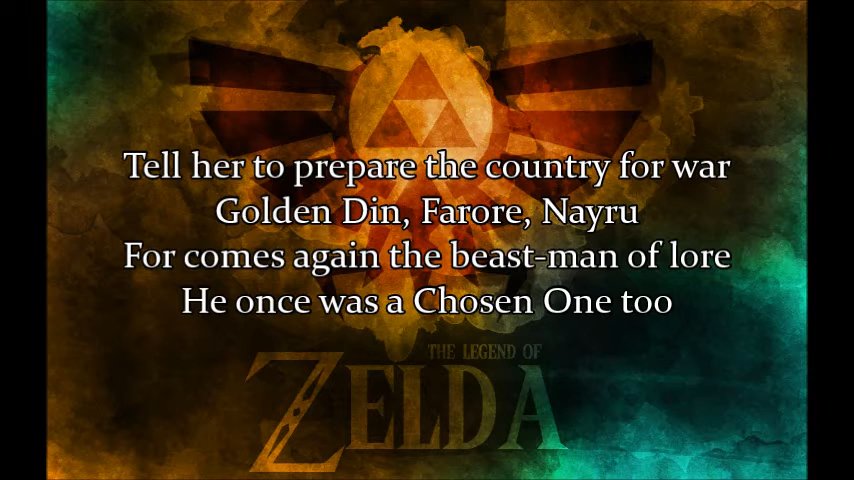 Tell her to prepare the country for war
Golden Din, Farore, Nayru
For comes again the beast-man of lore
He once was a Chosen One too
THE LEGEND OF
ZELDA